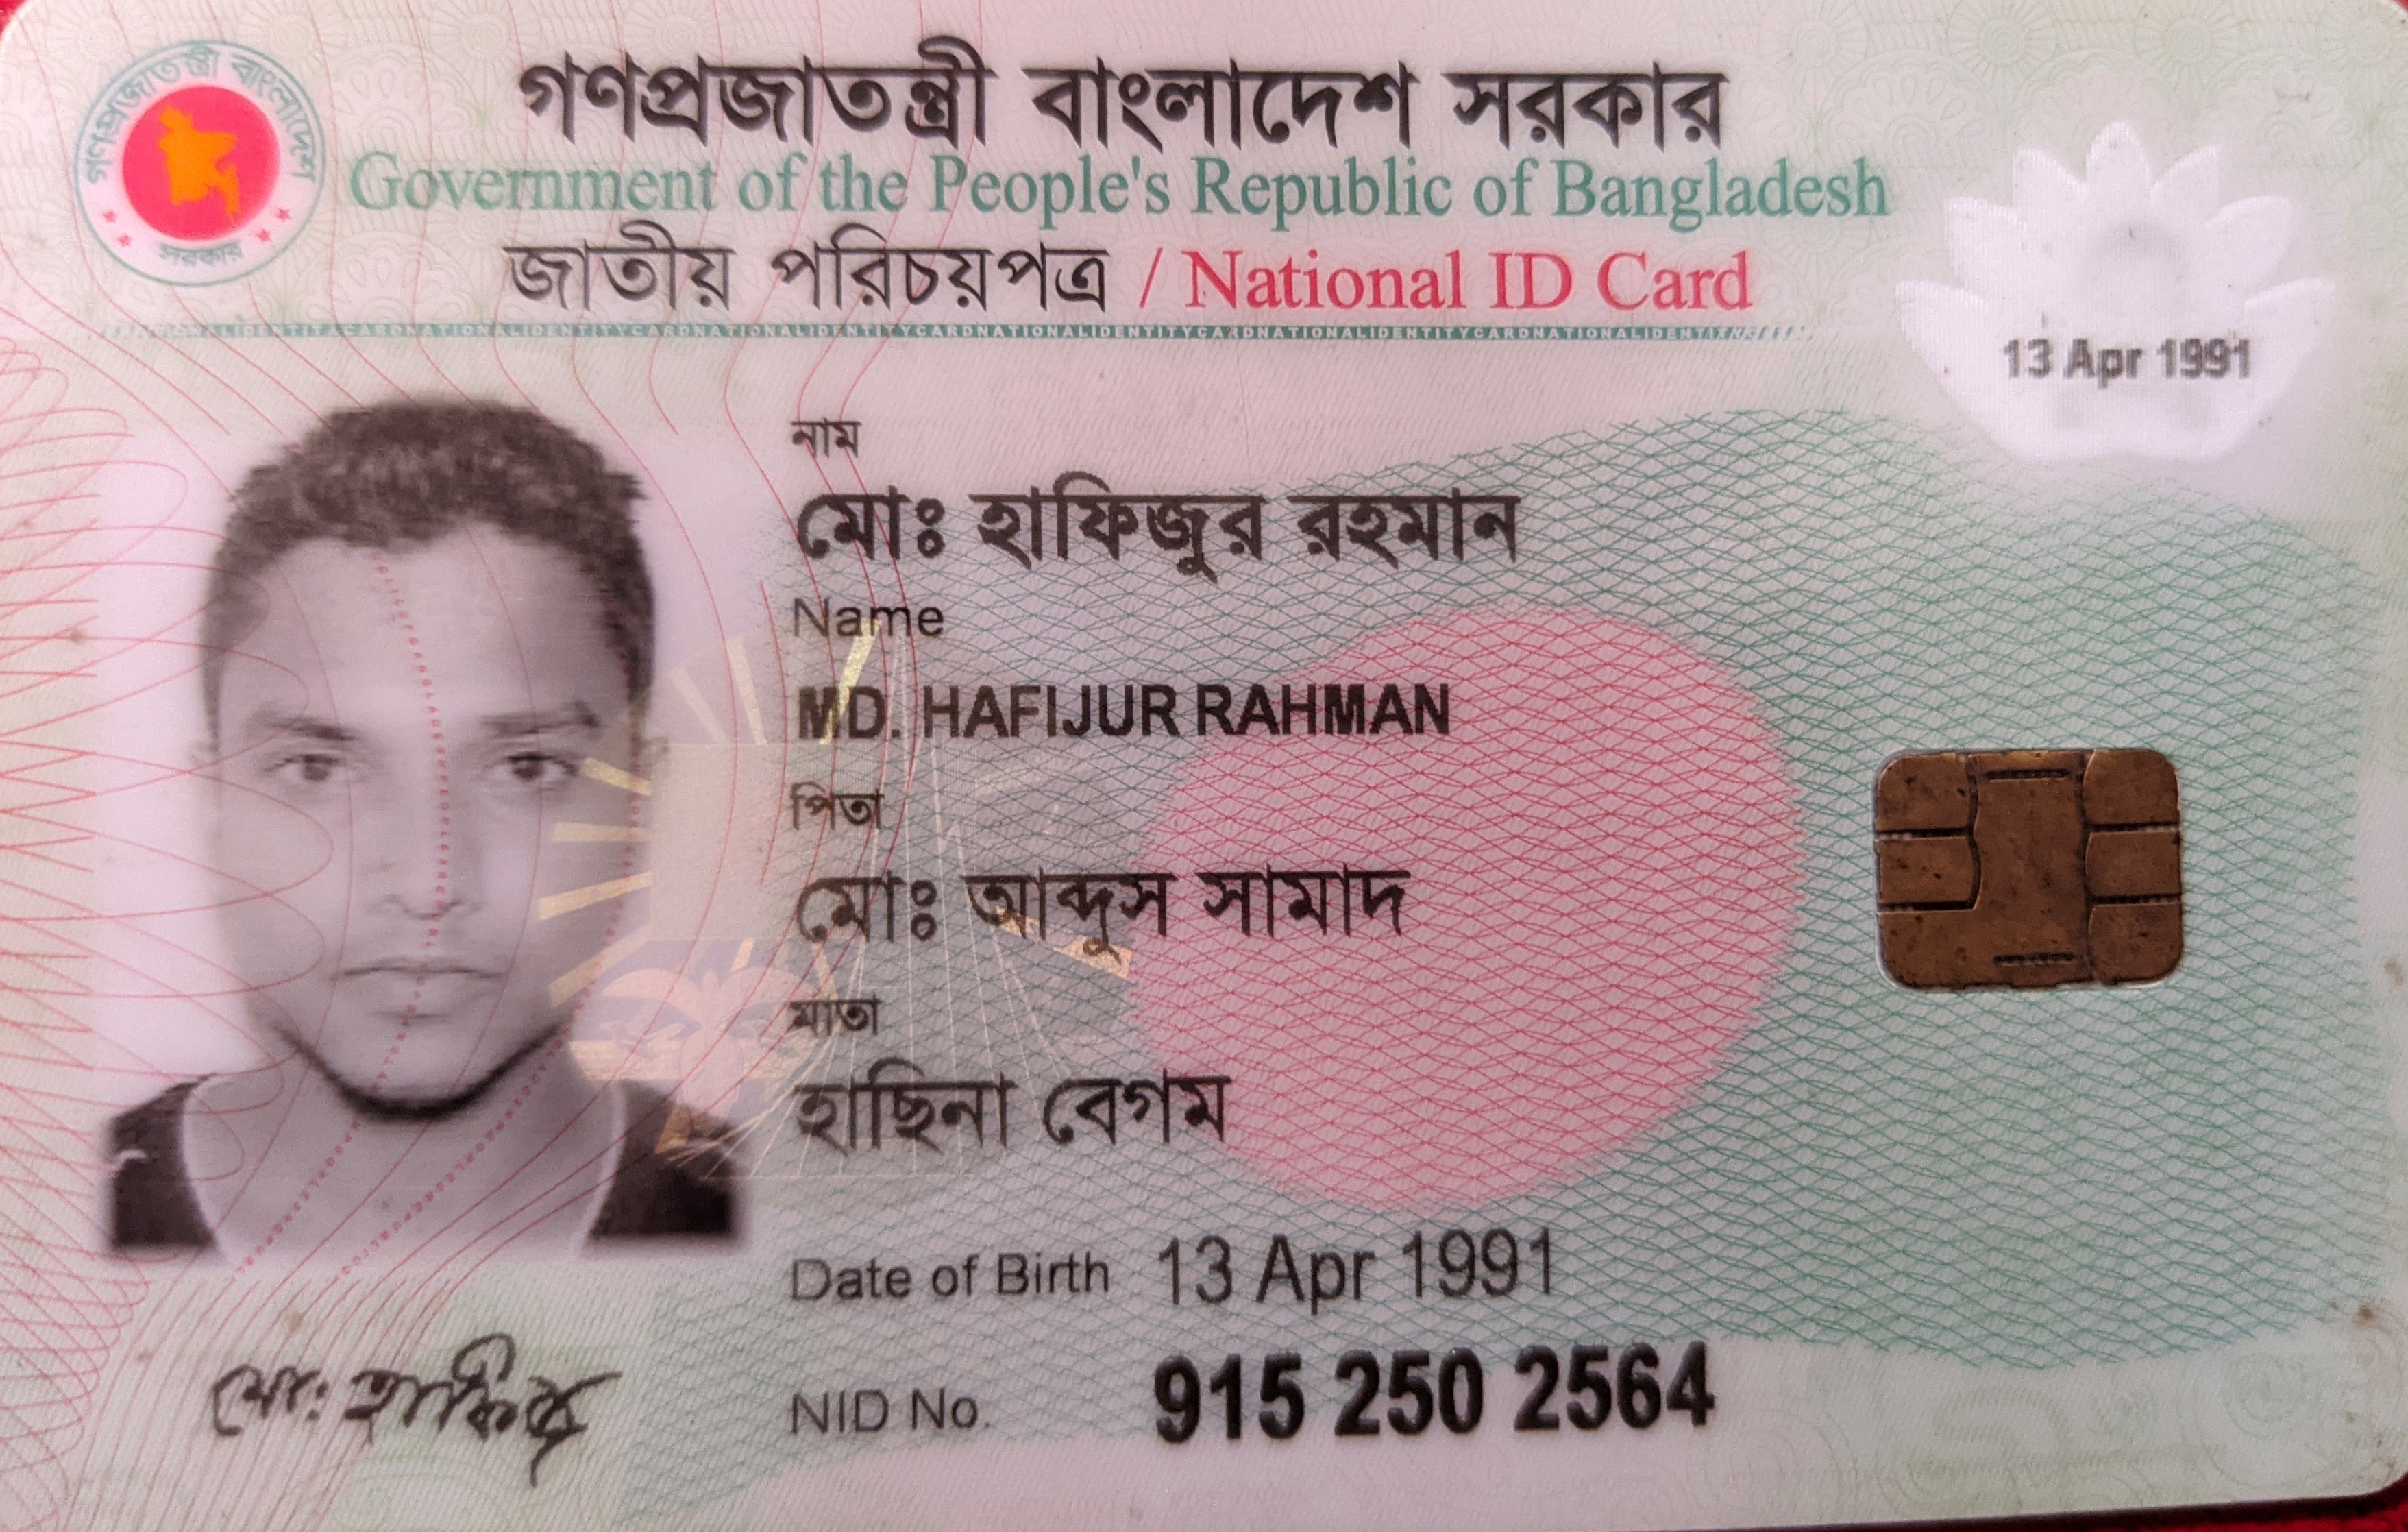 গণপ্রজাতন্ত্রী বাংলাদেশ
সরকার
গণপ্রজাতন্ত্রী বাংলাদেশ সরকার
Government of the People's Republic of Bangladesh
জাতীয় পরিচয়পত্র / National ID Card
13 Apr 1991
নাম
মোঃ হাফিজুর রহমান
Name
MD. HAFIJUR RAHMAN
পিতা
মোঃ আব্দুস সামাদ
মাতা
হাছিনা বেগম
Date of Birth 13 Apr 1991
NID No. 915 250 2564